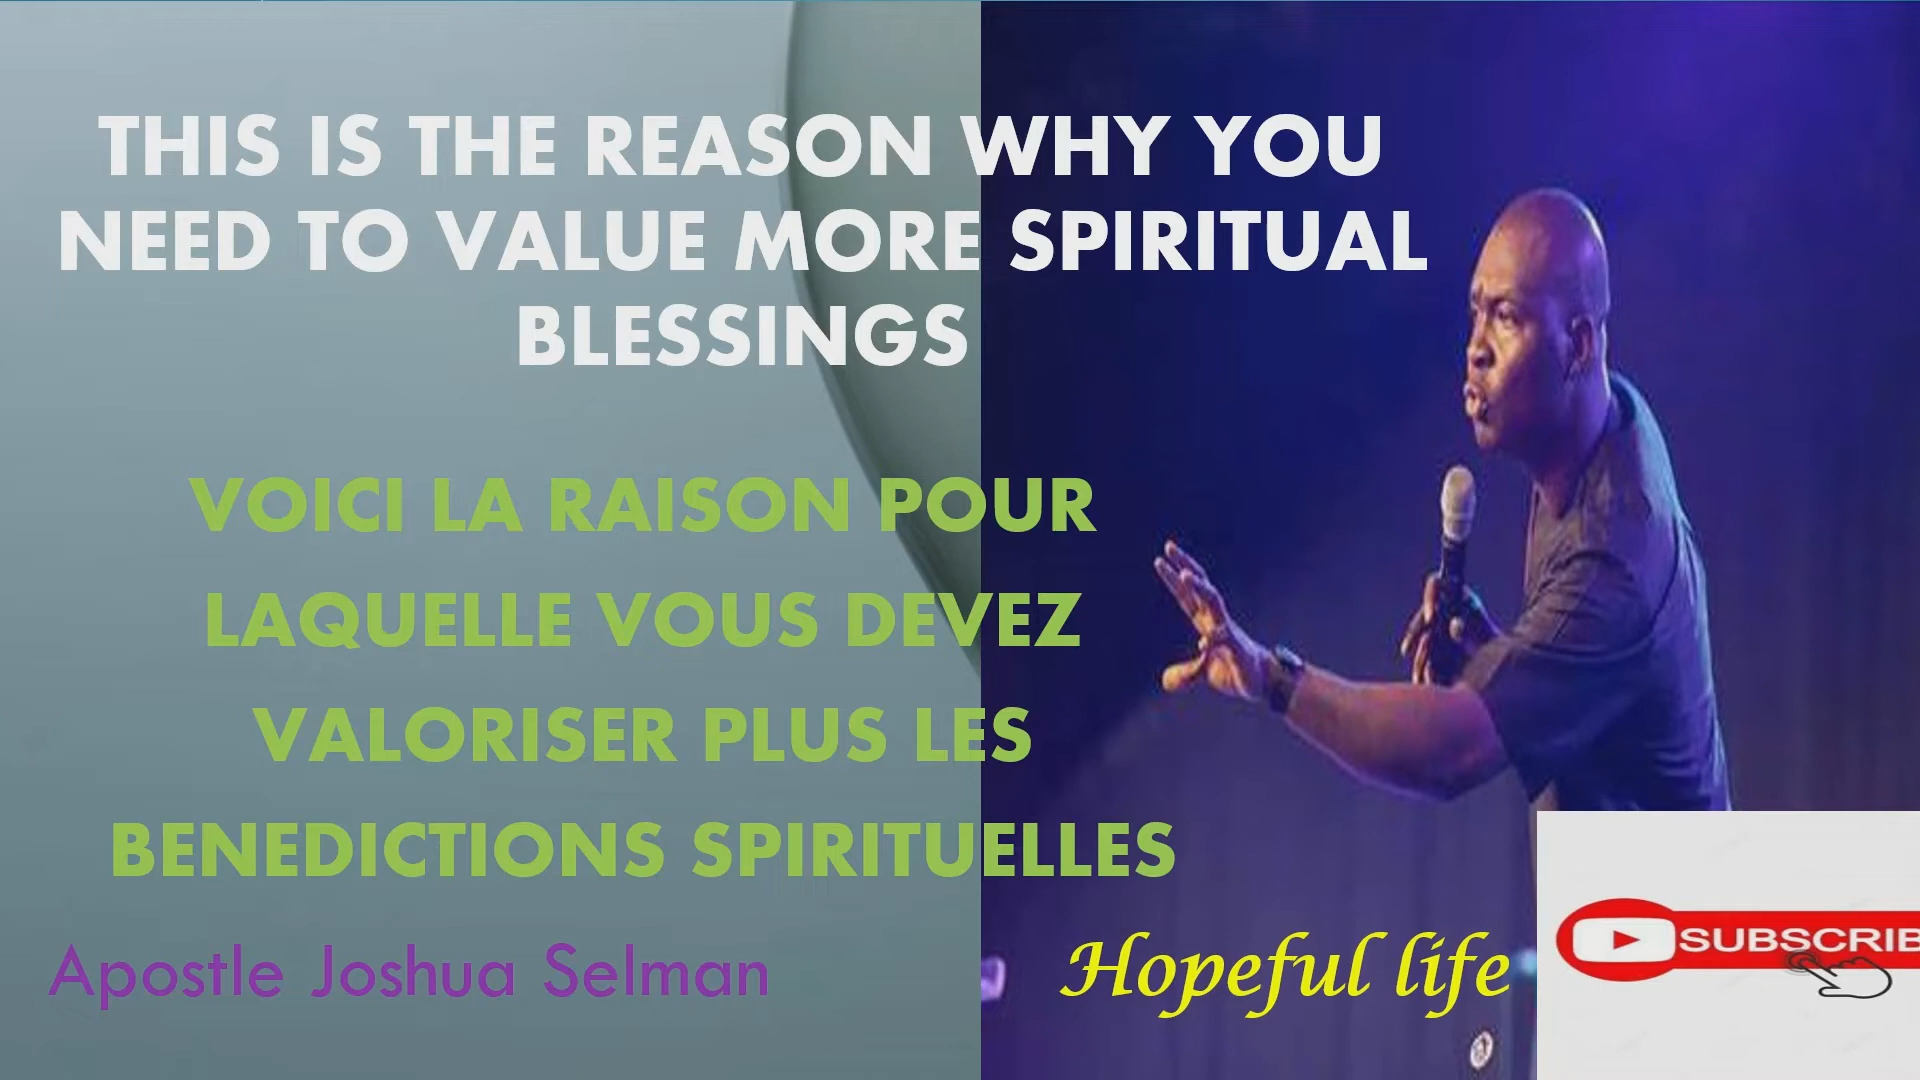 THIS IS THE REASON WHY YOU
NEED TO VALUE MORE SPIRITUAL
BLESSINGS
VOICI LA RAISON POUR
LAQUELLE VOUS DEVEZ
VALORISER PLUS LES
BENEDICTIONS SPIRITUELLES
Apostle Joshua Selman
Hopeful life
SUBSCRIB